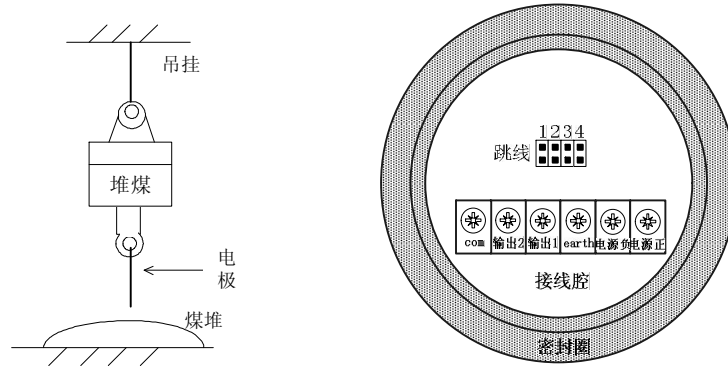 吊挂
堆煤
电极
煤堆
1234
跳线
com 输出2 输出1 earth 电源负 电源正
接线腔
密封圈